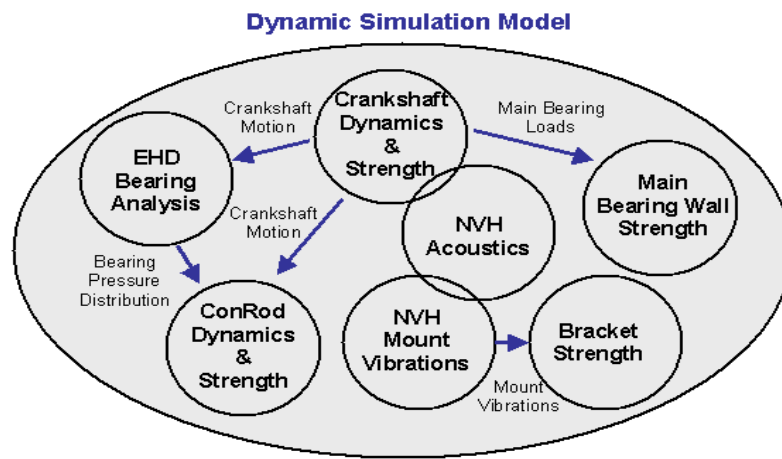 Dynamic Simulation Model
Crankshaft
Motion
Crankshaft
Dynamics
&
Strength
Main Bearing
Loads
EHD
Bearing
Analysis
Crankshaft
Motion
NVH
Acoustics
Main
Bearing Wall
Strength
Bearing
Pressure
Distribution
ConRod
Dynamics
&
Strength
NVH
Mount
Vibrations
Bracket
Strength
Mount
Vibrations